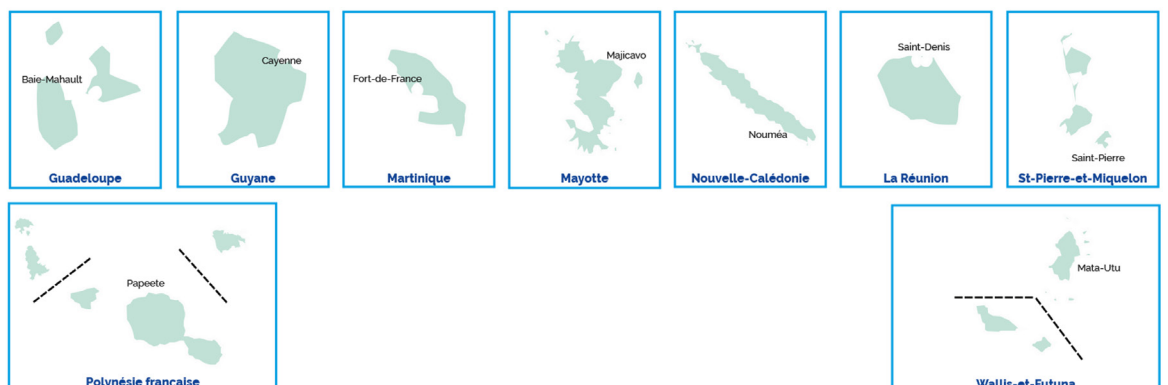 Baie-Mahault
Guadeloupe
Cayenne
Guyane
Fort-de-France
Martinique
Majicavo
Mayotte
Nouméa
Nouvelle-Calédonie
Saint-Denis
La Réunion
Saint-Pierre
St-Pierre-et-Miquelon
Papeete
Polynésie française
Mata-Utu
Wallis-et-Futuna